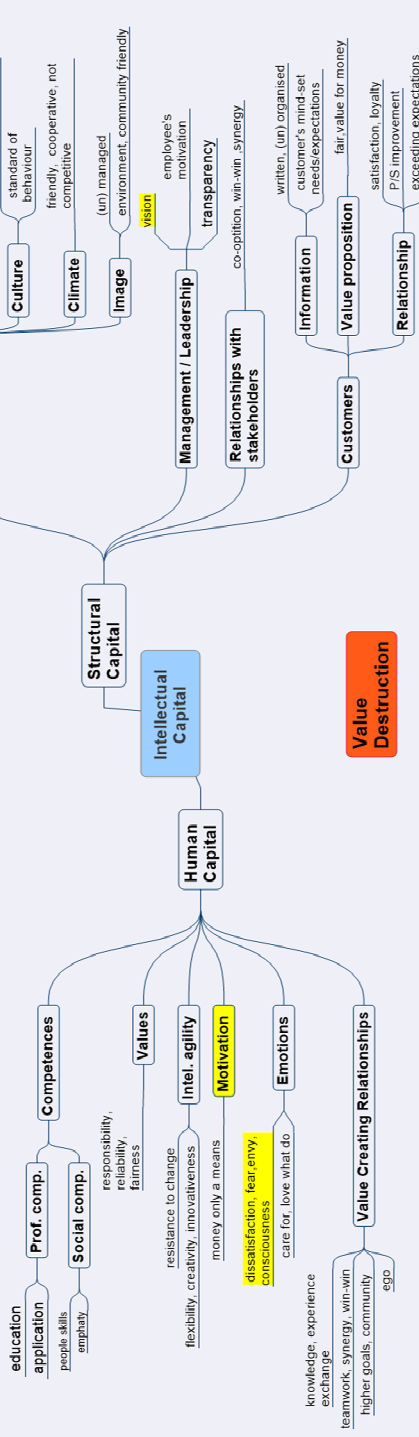 Intellectual
Capital
Structural
Capital
Culture
standard of
behaviour
Climate
friendly,  cooperative, not
competitive
Image
(un) managed
environment, community friendly
Management / Leadership
vision
employee's
motivation
transparency
Relationships with
stakeholders
co-optition, win-win ,synergy
Customers
Information
written, (un) organised
customer's mind-set
needs/expectations
Value proposition
fair,value for money
Relationship
satisfaction, loyalty
P/S improvement
exceeding expectations
Human
Capital
Competences
Prof. comp.
education
application
Social comp.
people skills
emphaty
Values
responsibility,
reliability,
fairness
Intel. agility
resistance to change
flexibility, creativity, innovativeness
Motivation
money only a means
Emotions
dissatisfaction, fear,envy,
consciousness
care for, love what do
Value Creating Relationships
knowledge, experience
exchange
teamwork, synergy, win-win
higher goals, community
ego
Value
Destruction